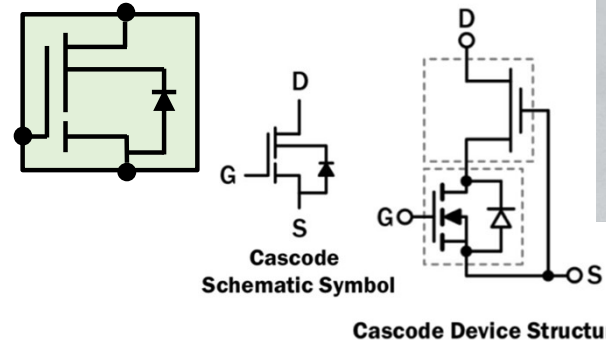 D
G
S
Cascode
Schematic Symbol
D
G
S
Cascode Device Structu